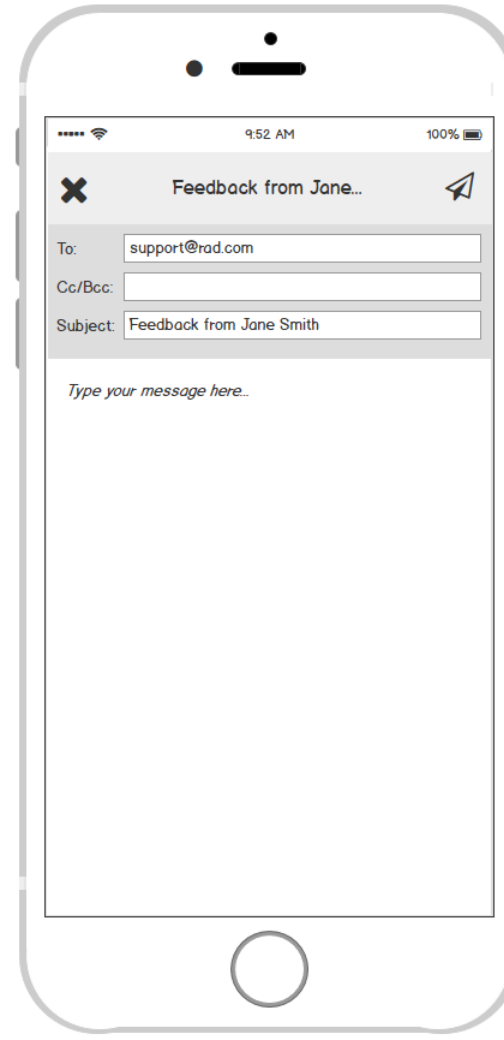 9:52 AM 100%
Feedback from Jane...
To: support@rad.com
Cc/Bcc:
Subject: Feedback from Jane Smith
Type your message here...